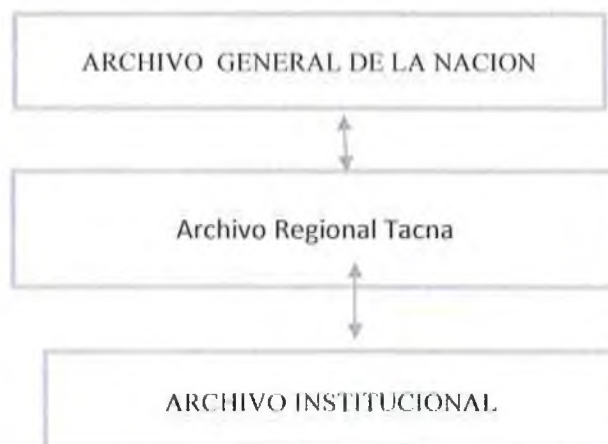 ARCHIVO GENERAL DE LA NACION
Archivo Regional Tacna
ARCHIVO INSTITUCIONAL